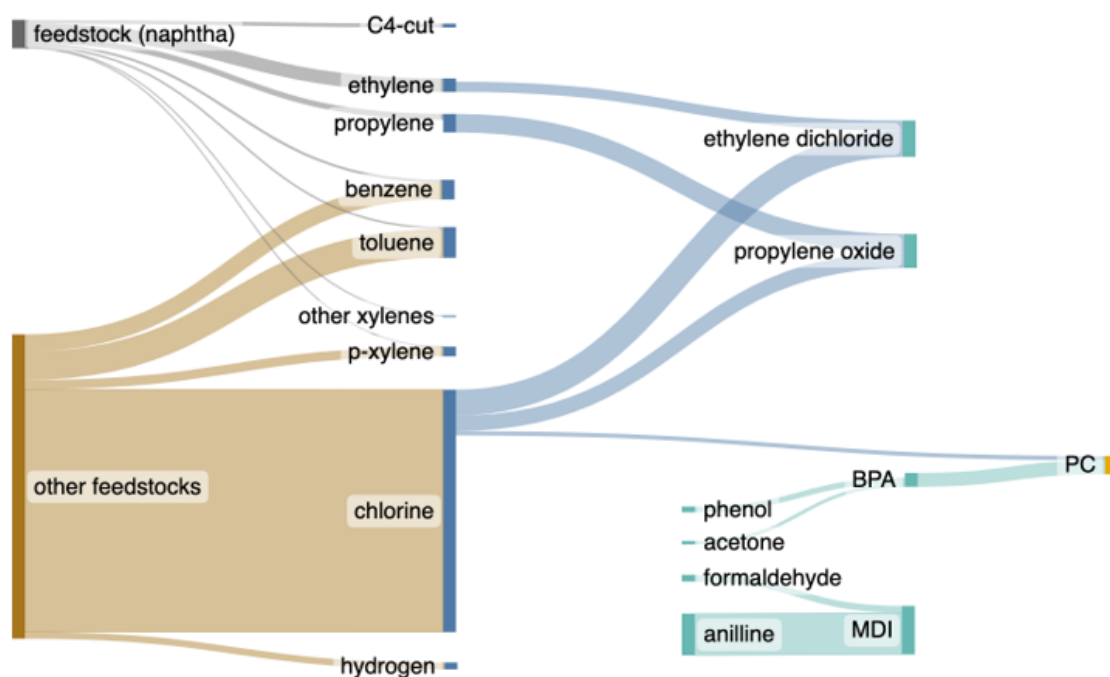 C4-cut
feedstock (naphtha)
ethylene
propylene
ethylene dichloride
benzene
toluene
propylene oxide
other xylenes
p-xylene
PC
BPA
other feedstocks
chlorine
phenol
acetone
formaldehyde
anilline
MDI
hydrogen